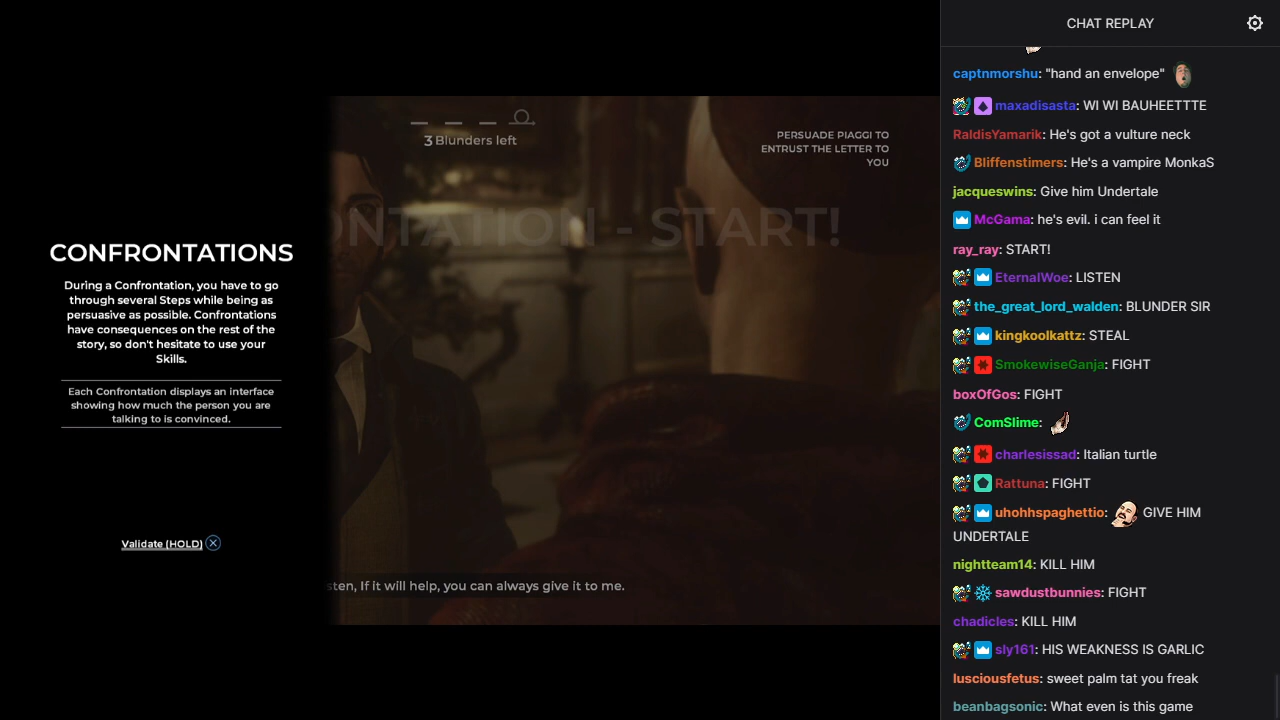 3 Blunders left
PERSUADE PIAGGI TO
ENTRUST THE LETTER TO
YOU
ONTATION - START!
CONFRONTATIONS
During a Confrontation, you have to go
through several Steps while being as
persuasive as possible. Confrontations
have consequences on the rest of the
story, so don't hesitate to use your
Skills.
Each Confrontation displays an interface
showing how much the person you are
talking to is convinced.
Validate (HOLD)
sten, If it will help, you can always give it to me.
CHAT REPLAY
captnmorshu: "hand an envelope"
maxadisasta: WI WI BAUHEETTTE
RaldisYamarik: He's got a vulture neck
Bliffenstimers: He's a vampire MonkaS
jacqueswins: Give him Undertale
McGama: he's evil. i can feel it
ray_ray: START!
EternalWoe: LISTEN
the_great_lord_walden: BLUNDER SIR
kingkoolkattz: STEAL
SmokewiseGanja: FIGHT
boxOfGos: FIGHT
ComSlime:
charlesissad: Italian turtle
Rattuna: FIGHT
uhohhspaghettio: GIVE HIM
UNDERTALE
nightteam14: KILL HIM
sawdustbunnies: FIGHT
chadicles: KILL HIM
sly161: HIS WEAKNESS IS GARLIC
lusciousfetus: sweet palm tat you freak
beanbagsonic: What even is this game